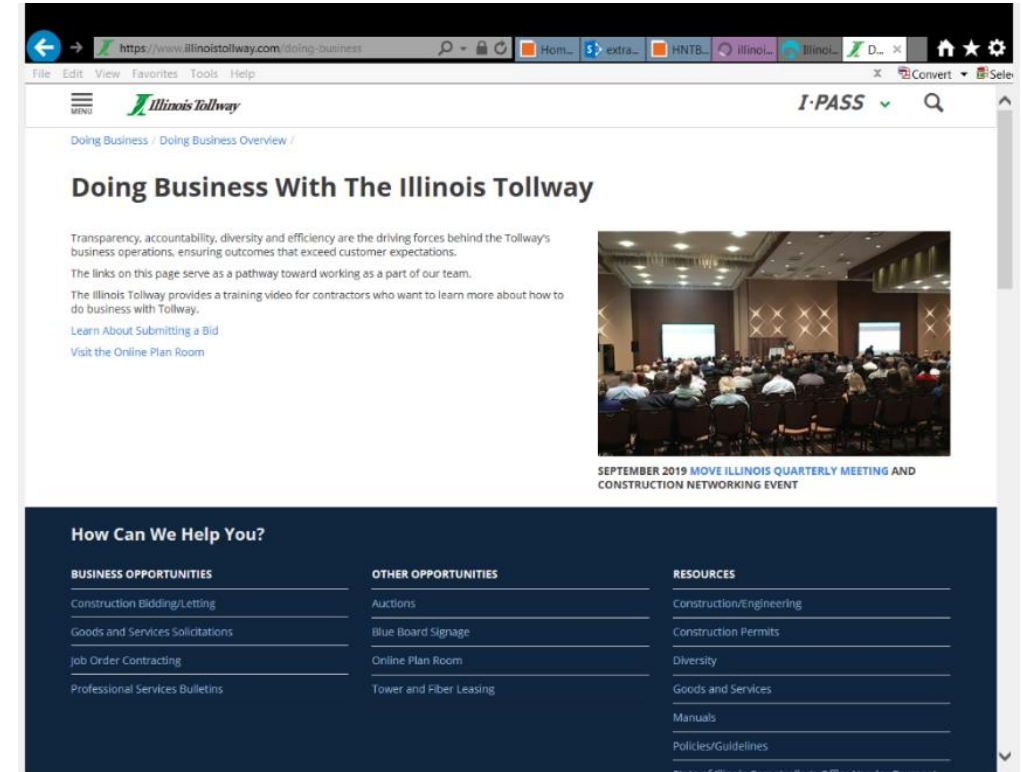 https://www.illinoistollway.com/doing-business
Hom...
extra...
HNTB...
illinoi...
Illinoi...
D...
File Edit View Favorites Tools Help
x Convert Sele
MENU
Illinois Tollway
I·PASS
Doing Business / Doing Business Overview /
Doing Business With The Illinois Tollway
Transparency, accountability, diversity and efficiency are the driving forces behind the Tollway's
business operations, ensuring outcomes that exceed customer expectations.
The links on this page serve as a pathway toward working as a part of our team.
The Illinois Tollway provides a training video for contractors who want to learn more about how to
do business with Tollway.
Learn About Submitting a Bid
Visit the Online Plan Room
SEPTEMBER 2019 MOVE ILLINOIS QUARTERLY MEETING AND
CONSTRUCTION NETWORKING EVENT
How Can We Help You?
BUSINESS OPPORTUNITIES
Construction Bidding/Letting
Goods and Services Solicitations
Job Order Contracting
Professional Services Bulletins
OTHER OPPORTUNITIES
Auctions
Blue Board Signage
Online Plan Room
Tower and Fiber Leasing
RESOURCES
Construction/Engineering
Construction Permits
Diversity
Goods and Services
Manuals
Policies/Guidelines